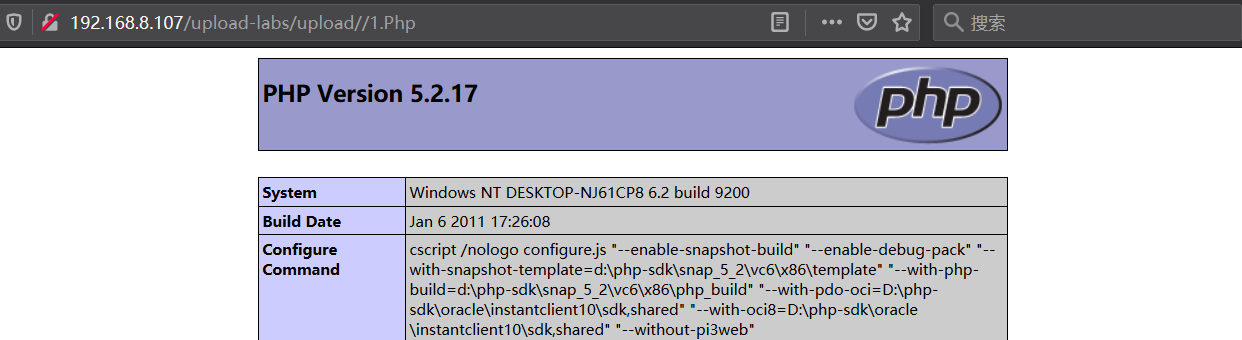 192.168.8.107/upload-labs/upload//1.Php
搜索
PHP Version 5.2.17
php
System Windows NT DESKTOP-NJ61CP8 6.2 build 9200
Build Date Jan 6 2011 17:26:08
Configure Command cscript /nologo configure.js "--enable-snapshot-build" "--enable-debug-pack" "--
with-snapshot-template=d:\php-sdk\snap_5_2\vc6\x86\template" "--with-php-
build=d:\php-sdk\snap_5_2\vc6\x86\php_build" "--with-pdo-oci=D:\php-
sdk\oracle\instantclient10\sdk,shared" "--with-oci8=D:\php-sdk\oracle
\instantclient10\sdk,shared" "--without-pi3web"